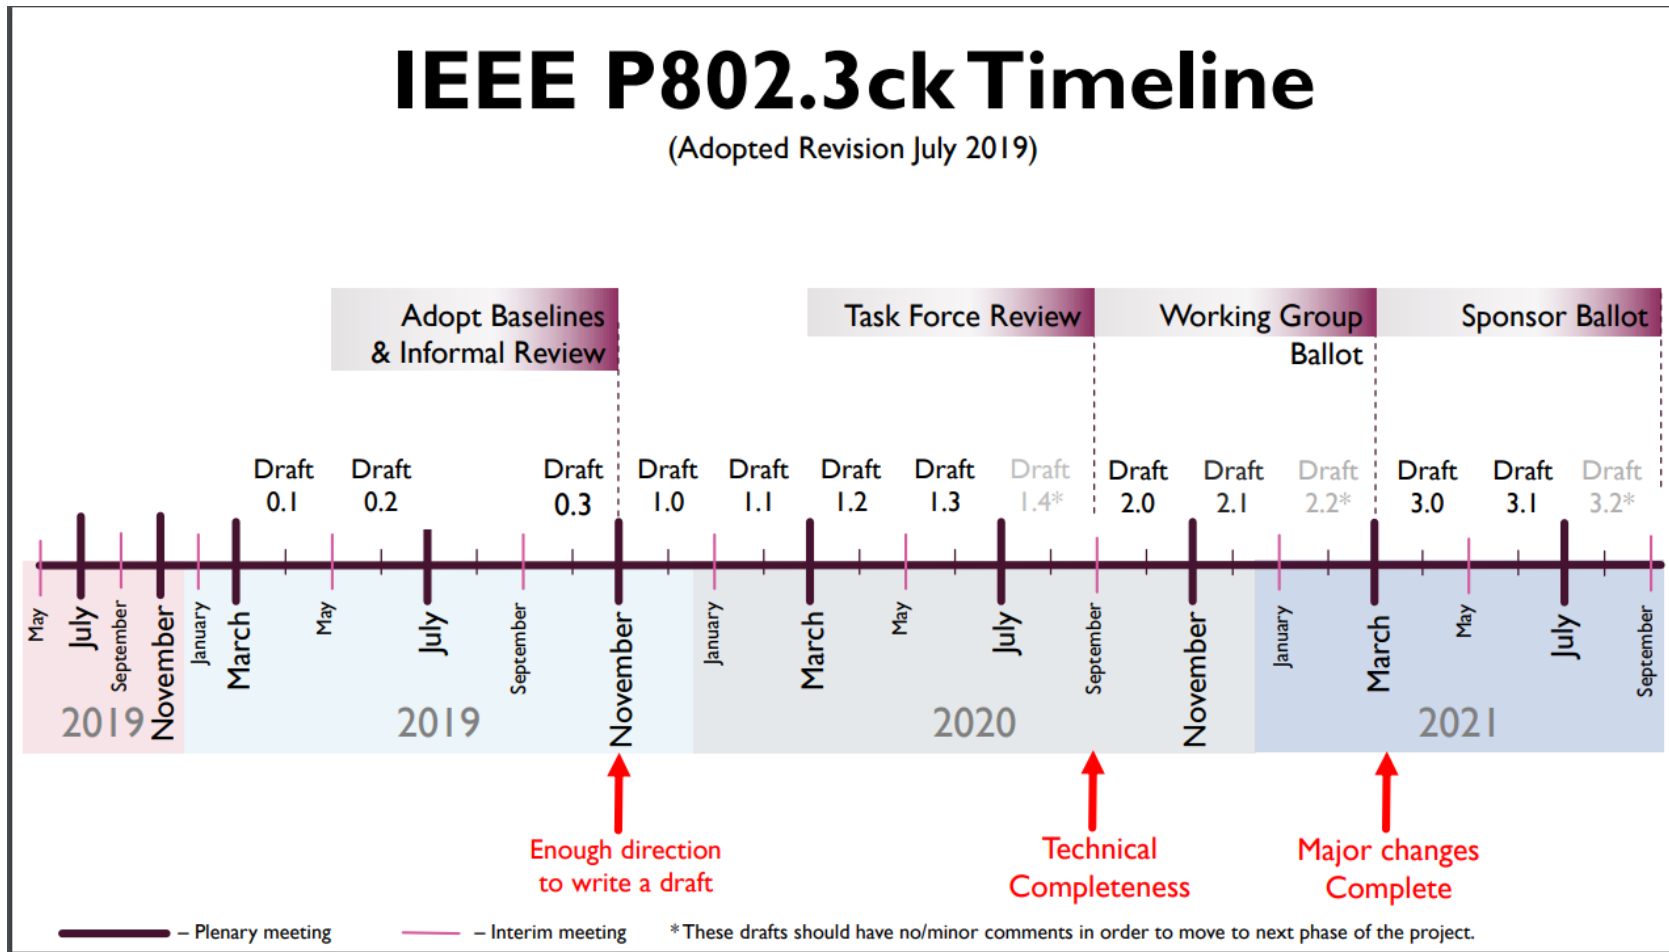 IEEE P802.3ck Timeline
(Adopted Revision July 2019)
Adopt Baselines
& Informal Review
Task Force Review
Working Group
Ballot
Sponsor Ballot
Draft
0.1
Draft
0.2
Draft
0.3
Draft
1.0
Draft
1.1
Draft
1.2
Draft
1.3
Draft
1.4*
Draft
2.0
Draft
2.1
Draft
2.2*
Draft
3.0
Draft
3.1
Draft
3.2*
May
July
September
November
January
March
May
July
September
November
January
March
May
July
September
November
January
March
May
July
September
2019
2019
2020
2021
Enough direction
to write a draft
Technical
Completeness
Major changes
Complete
– Plenary meeting
– Interim meeting
* These drafts should have no/minor comments in order to move to next phase of the project.